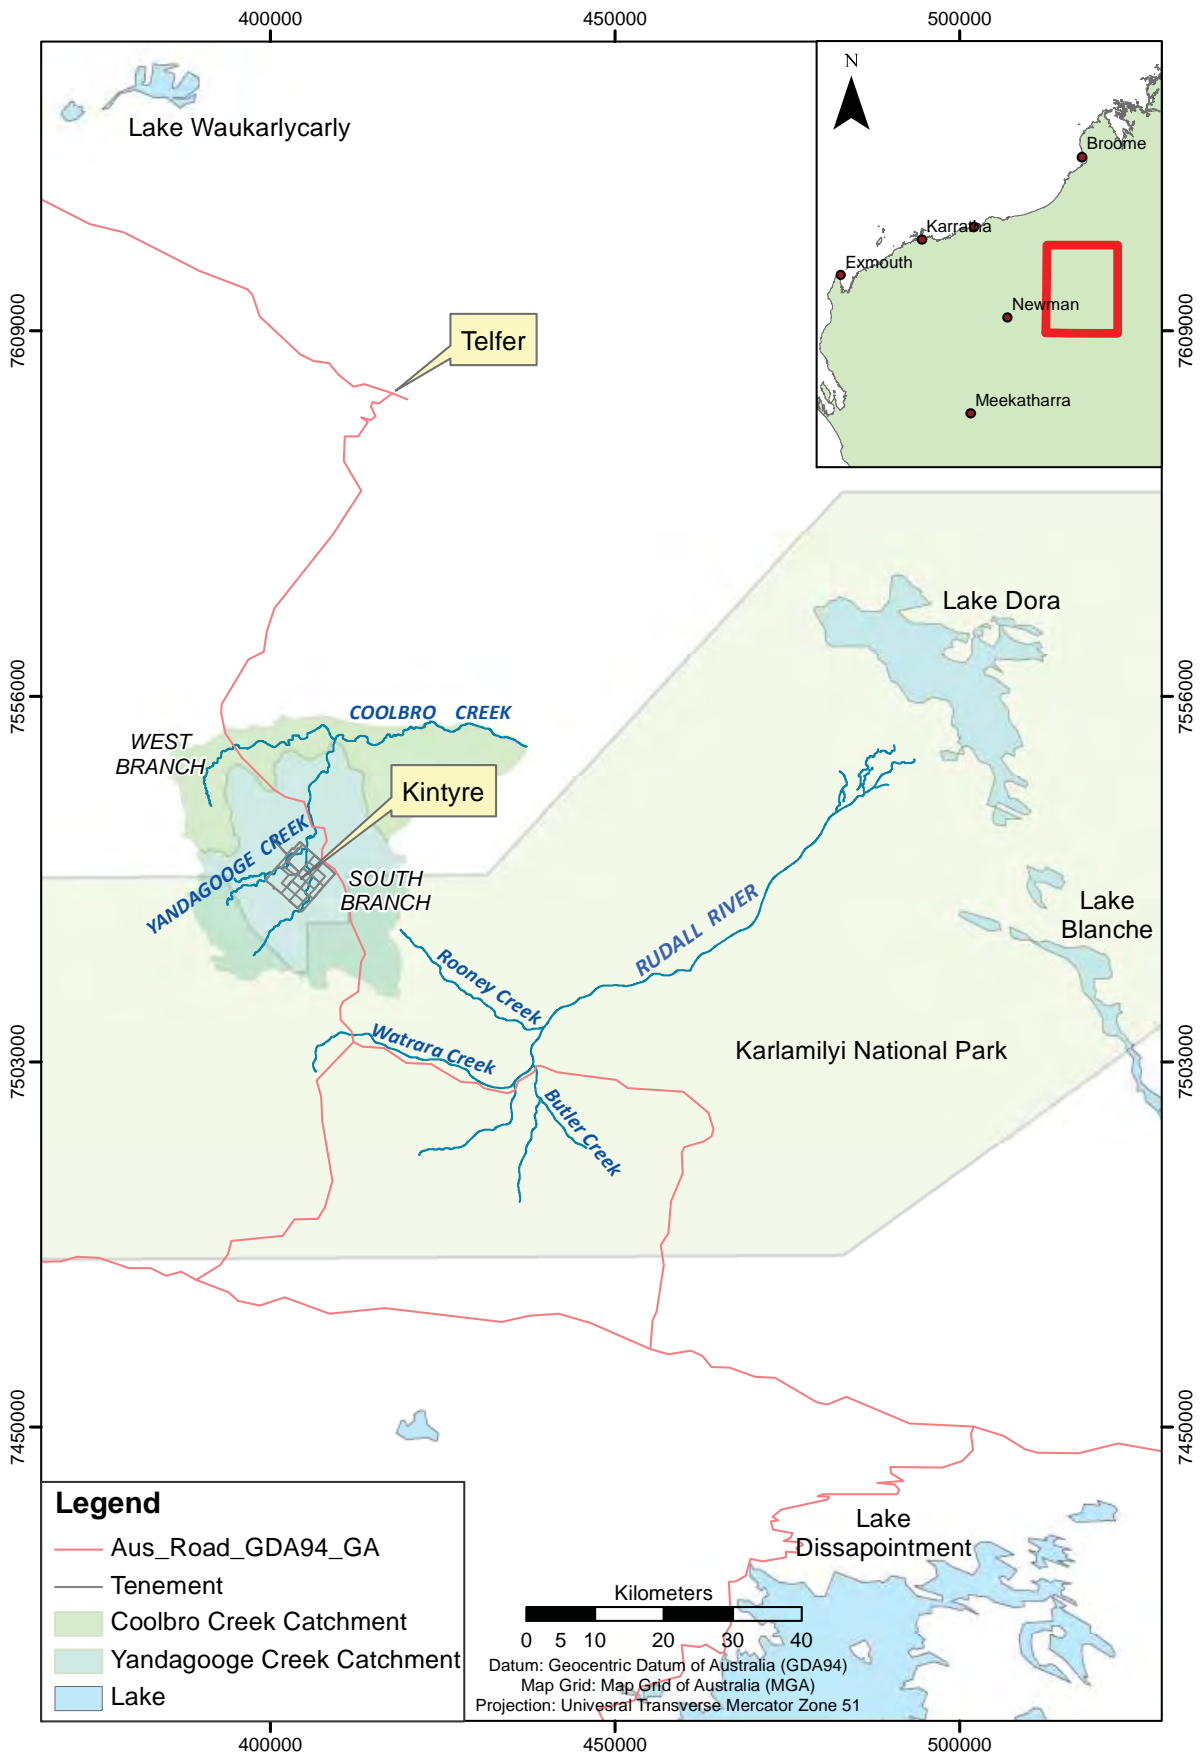 400000
450000
500000
N
Broome
Karratha
Exmouth
Newman
Meekatharra
Lake Waukarlycarly
7609000
7609000
Telfer
Lake Dora
7556000
7556000
COOLBRO CREEK
WEST
BRANCH
Kintyre
YANDAGOOGE CREEK
SOUTH
BRANCH
Lake
Blanche
RUDALL RIVER
Rooney Creek
Watrara Creek
Karlamilyi National Park
7503000
7503000
Butler Creek
7450000
7450000
Legend
Aus_Road_GDA94_GA
Tenement
Coolbro Creek Catchment
Yandagooge Creek Catchment
Lake
Lake
Dissapointment
Kilometers
0 5 10 20 30 40
Datum: Geocentric Datum of Australia (GDA94)
Map Grid: Map Grid of Australia (MGA)
Projection: Univesral Transverse Mercator Zone 51
400000
450000
500000